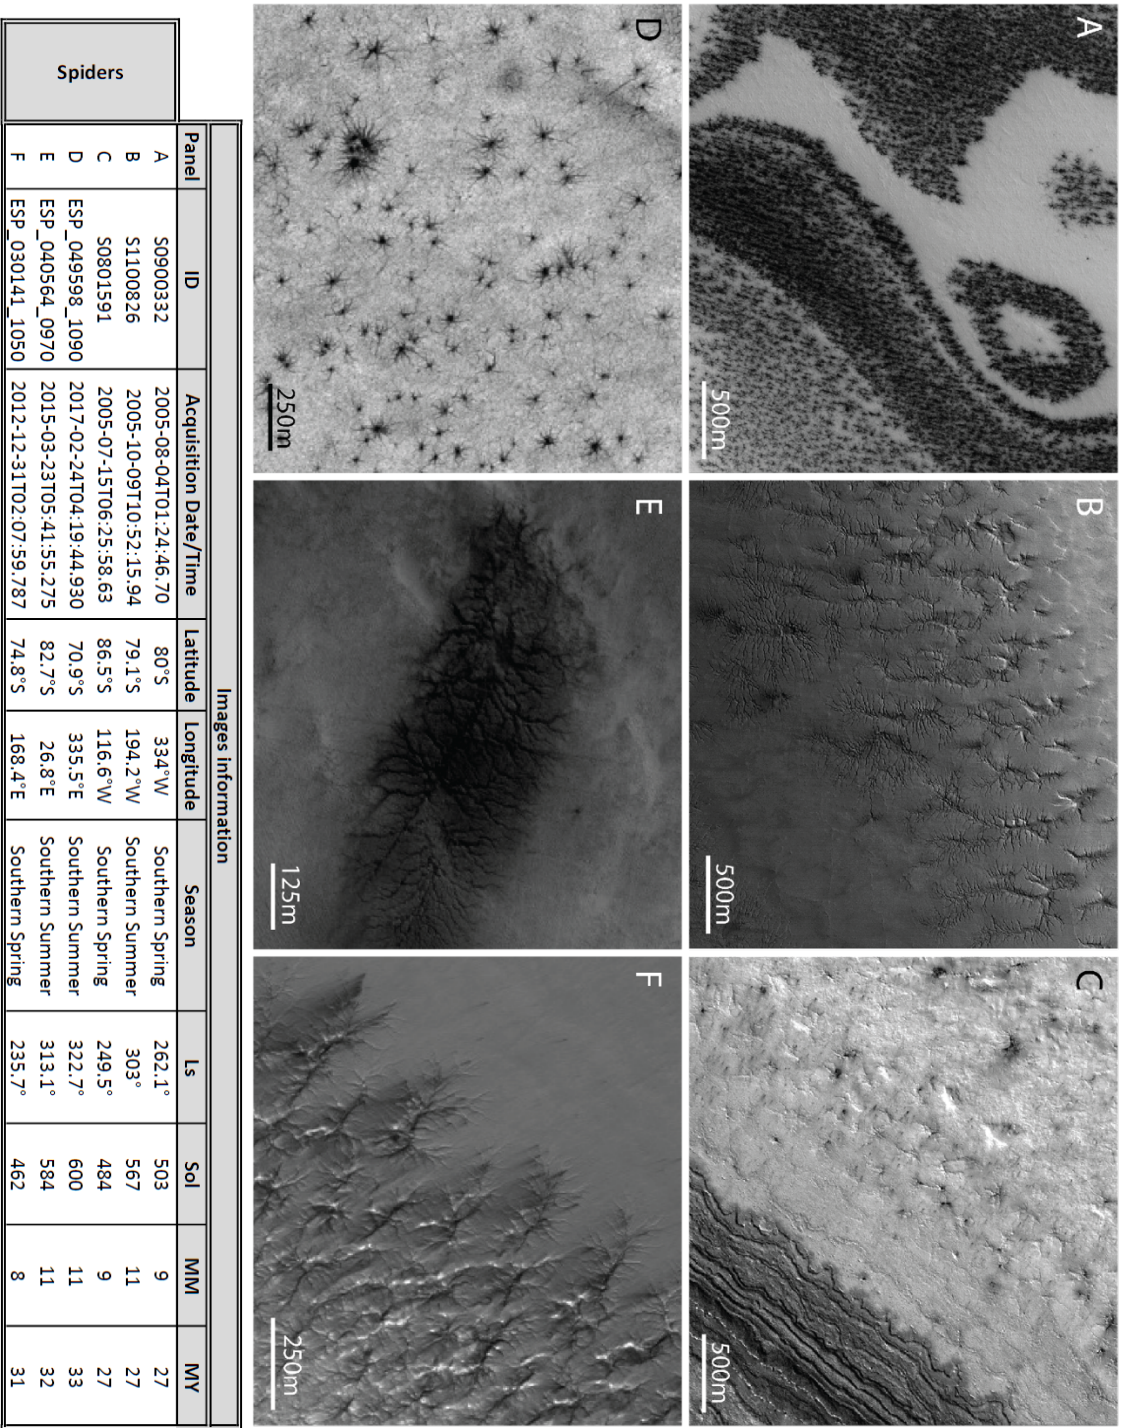 A
500m
B
500m
C
500m
D
250m
E
125m
F
250m
Images information
Panel ID Acquisition Date/Time Latitude Longitude Season Ls Sol MM MY
Spiders
A S0900332 2005-08-04T01:24:46.70 80°S 334°W Southern Spring 262.1° 503 9 27
B S1100826 2005-10-09T10:52:15.94 79.1°S 194.2°W Southern Summer 303° 567 11 27
C S0801591 2005-07-15T06:25:58.63 86.5°S 116.6°W Southern Spring 249.5° 484 9 27
D ESP_049598_1090 2017-02-24T04:19:44.930 70.9°S 335.5°E Southern Summer 322.7° 600 11 33
E ESP_040564_0970 2015-03-23T05:41:55.275 82.7°S 26.8°E Southern Summer 313.1° 584 11 32
F ESP_030141_1050 2012-12-31T02:07:59.787 74.8°S 168.4°E Southern Spring 235.7° 462 8 31